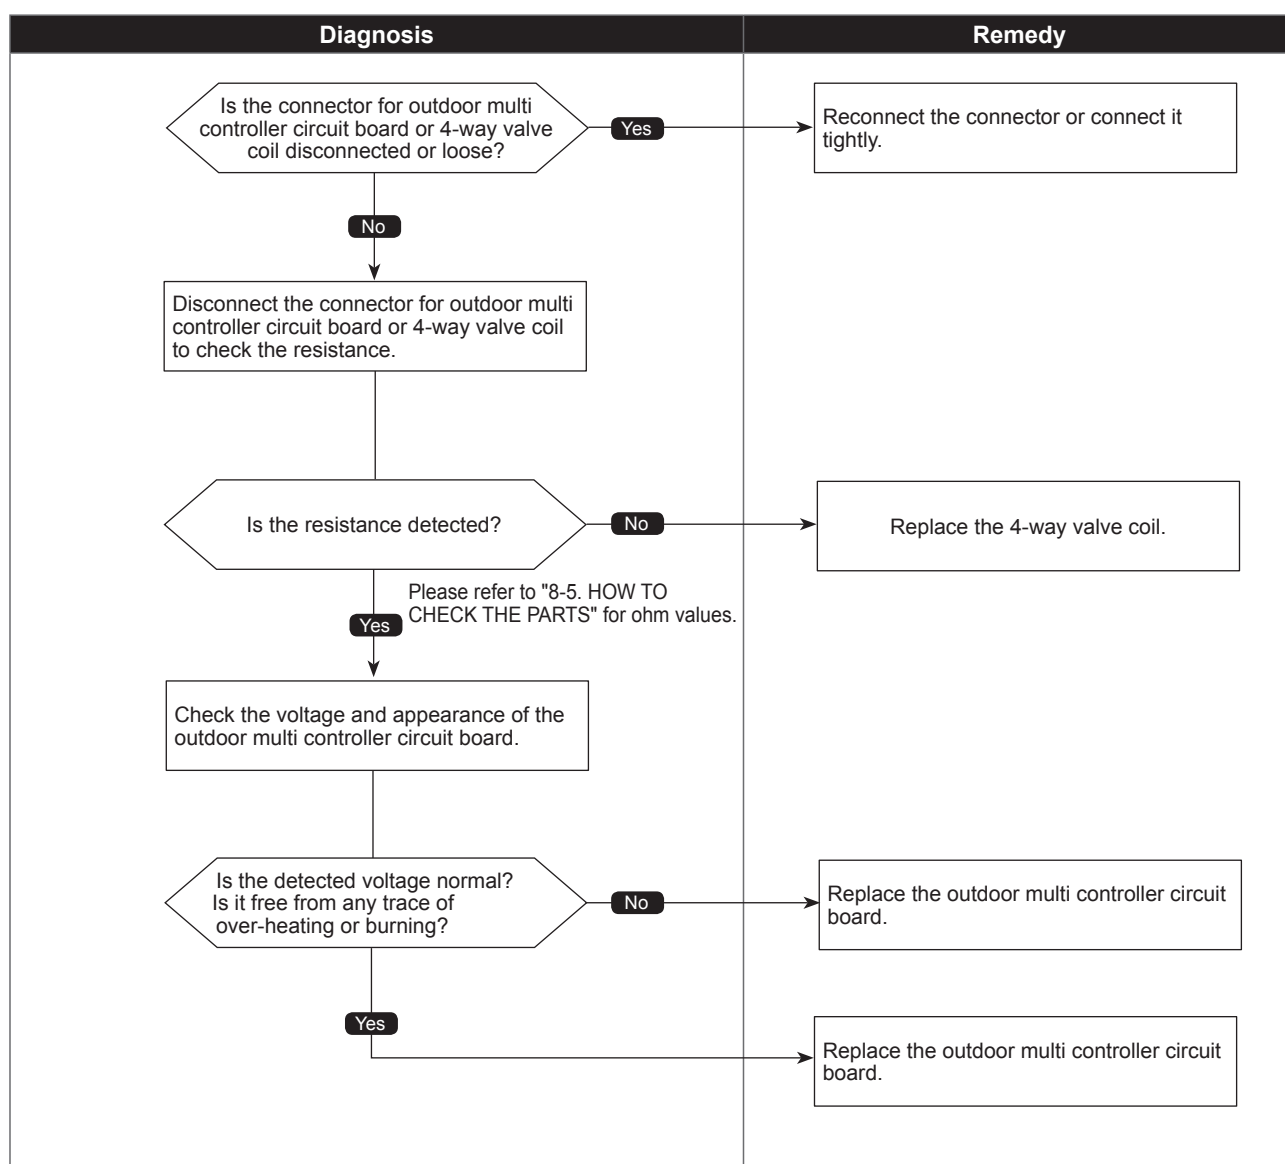 Diagnosis
Remedy
Is the connector for outdoor multi
controller circuit board or 4-way valve
coil disconnected or loose?
Yes
Reconnect the connector or connect it
tightly.
No
Disconnect the connector for outdoor multi
controller circuit board or 4-way valve coil
to check the resistance.
Is the resistance detected?
No
Replace the 4-way valve coil.
Please refer to "8-5. HOW TO
CHECK THE PARTS" for ohm values.
Yes
Check the voltage and appearance of the
outdoor multi controller circuit board.
Is the detected voltage normal?
Is it free from any trace of
over-heating or burning?
No
Replace the outdoor multi controller circuit
board.
Yes
Replace the outdoor multi controller circuit
board.